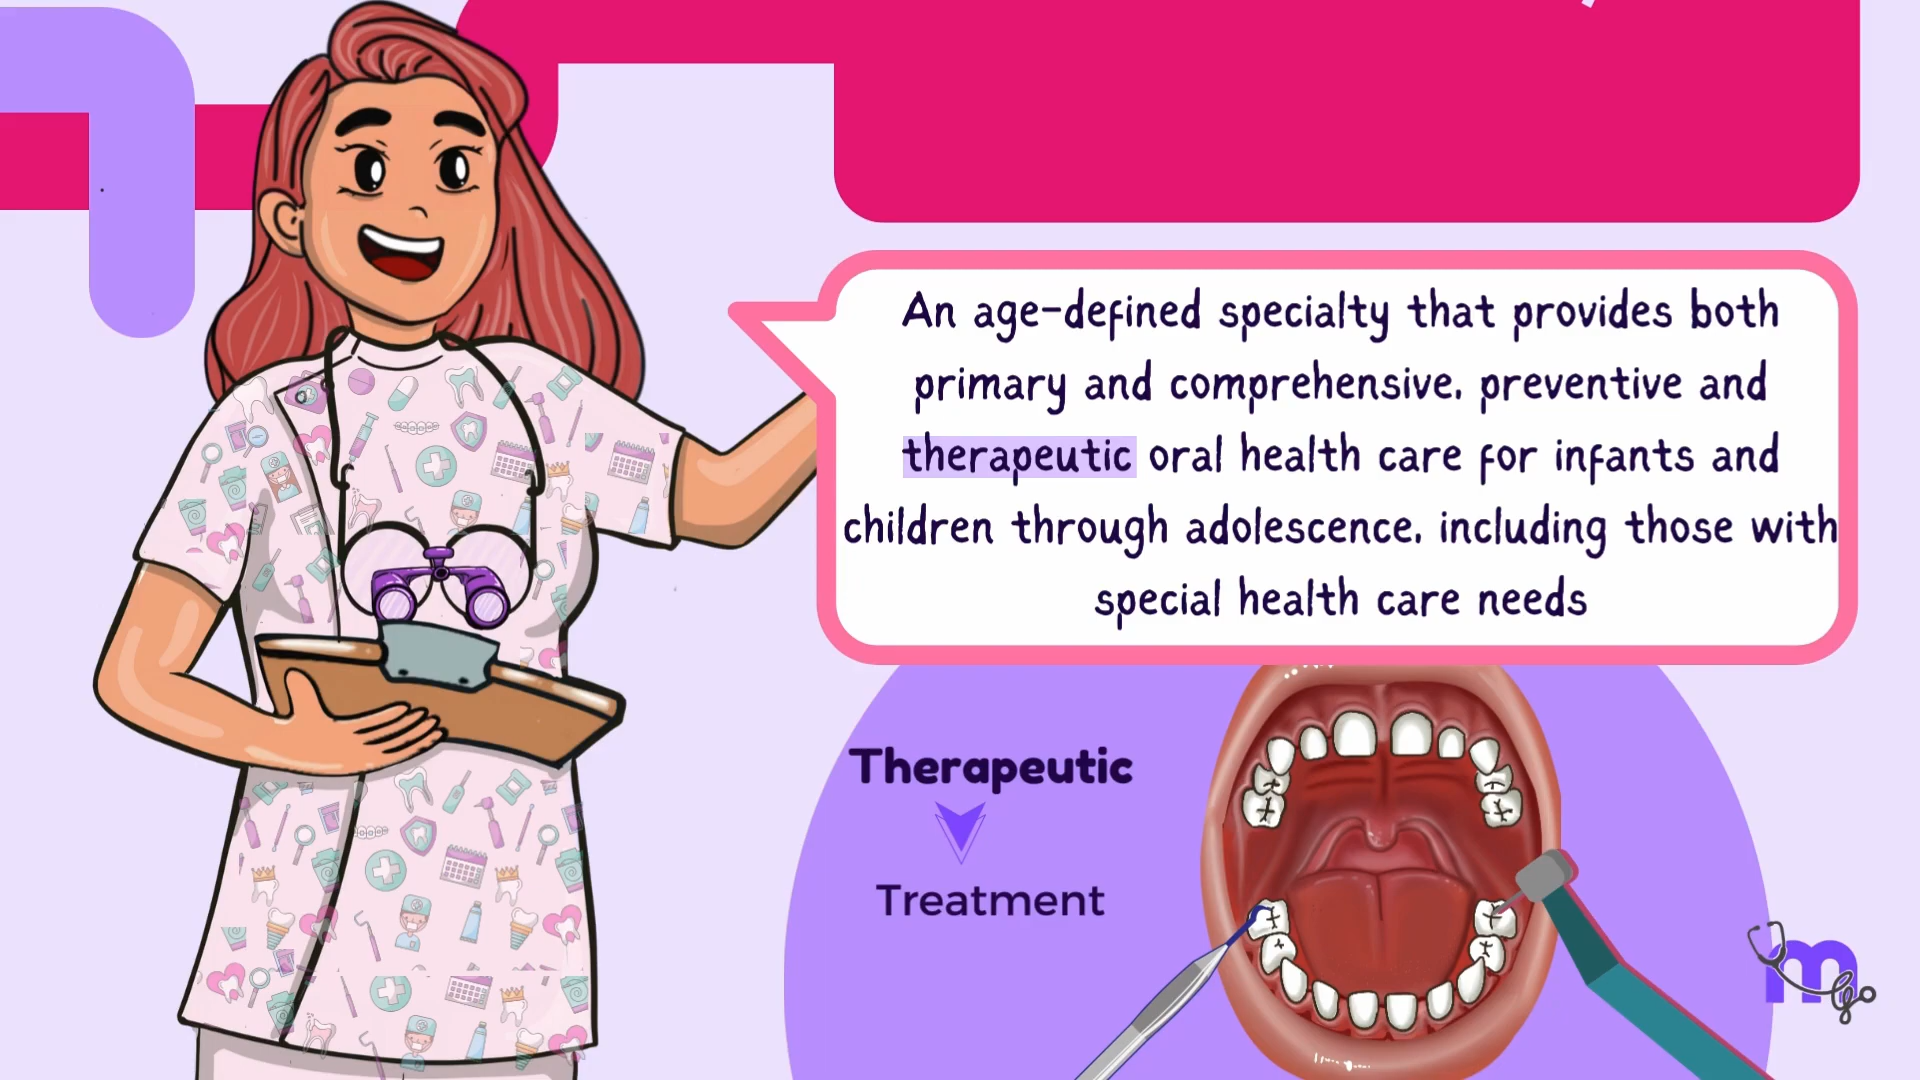 An age-defined specialty that provides both
primary and comprehensive, preventive and
therapeutic oral health care for infants and
children through adolescence, including those with
special health care needs
Therapeutic
Treatment
m
go